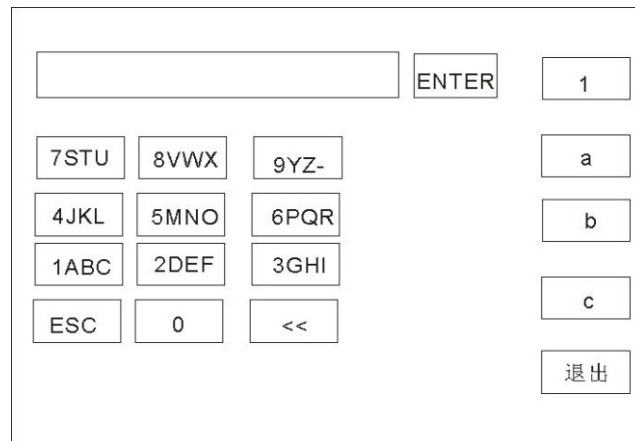 ENTER
1
7STU 8VWX 9YZ-
a
4JKL 5MNO 6PQR
b
1ABC 2DEF 3GHI
c
ESC 0 <<
退出